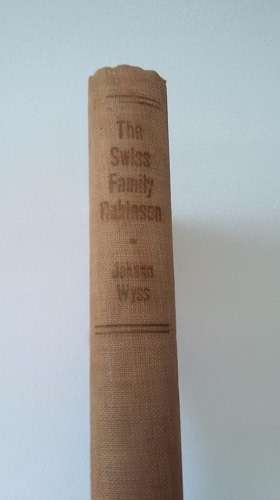 The
Swiss
Family
Robinson
Johann
Wyss